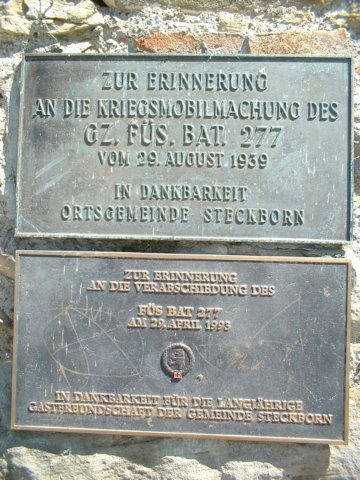 ZUR ERINNERUNG
AN DIE KRIEGSMOBILMACHUNG DES
GZ. FÜS. BAT. 277
VOM 29. AUGUST 1939
IN DANKBARKEIT
ORTSGEMEINDE STECKBORN
ZUR ERINNERUNG
AN DIE VERABSCHIEDUNG DES
FÜS BAT 277
AM 29. APRIL 1993
IN DANKBARKEIT FÜR DIE LANGJÄHRIGE
GASTFREUNDSCHAFT DER GEMEINDE STECKBORN